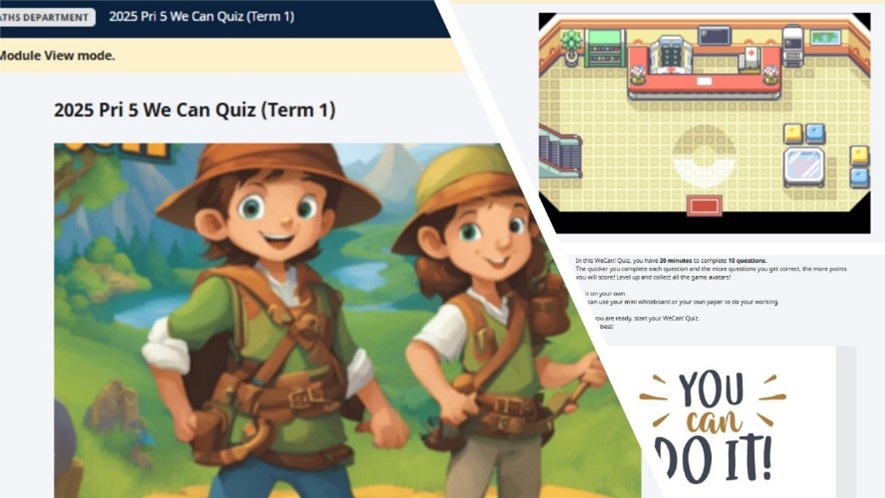 ATHS DEPARTMENT
2025 Pri 5 We Can Quiz (Term 1)
Module View mode.
2025 Pri 5 We Can Quiz (Term 1)
In this WeCan! Quiz, you have 20 minutes to complete 10 questions.
The quicker you complete each question and the more questions you get correct, the more points
you will score! Level up and collect all the game avatars!
it on your own
can use your mini whiteboard or your own paper to do your working.
you are ready, start your WeCan! Quiz.
best!
YOU
can
DO IT!